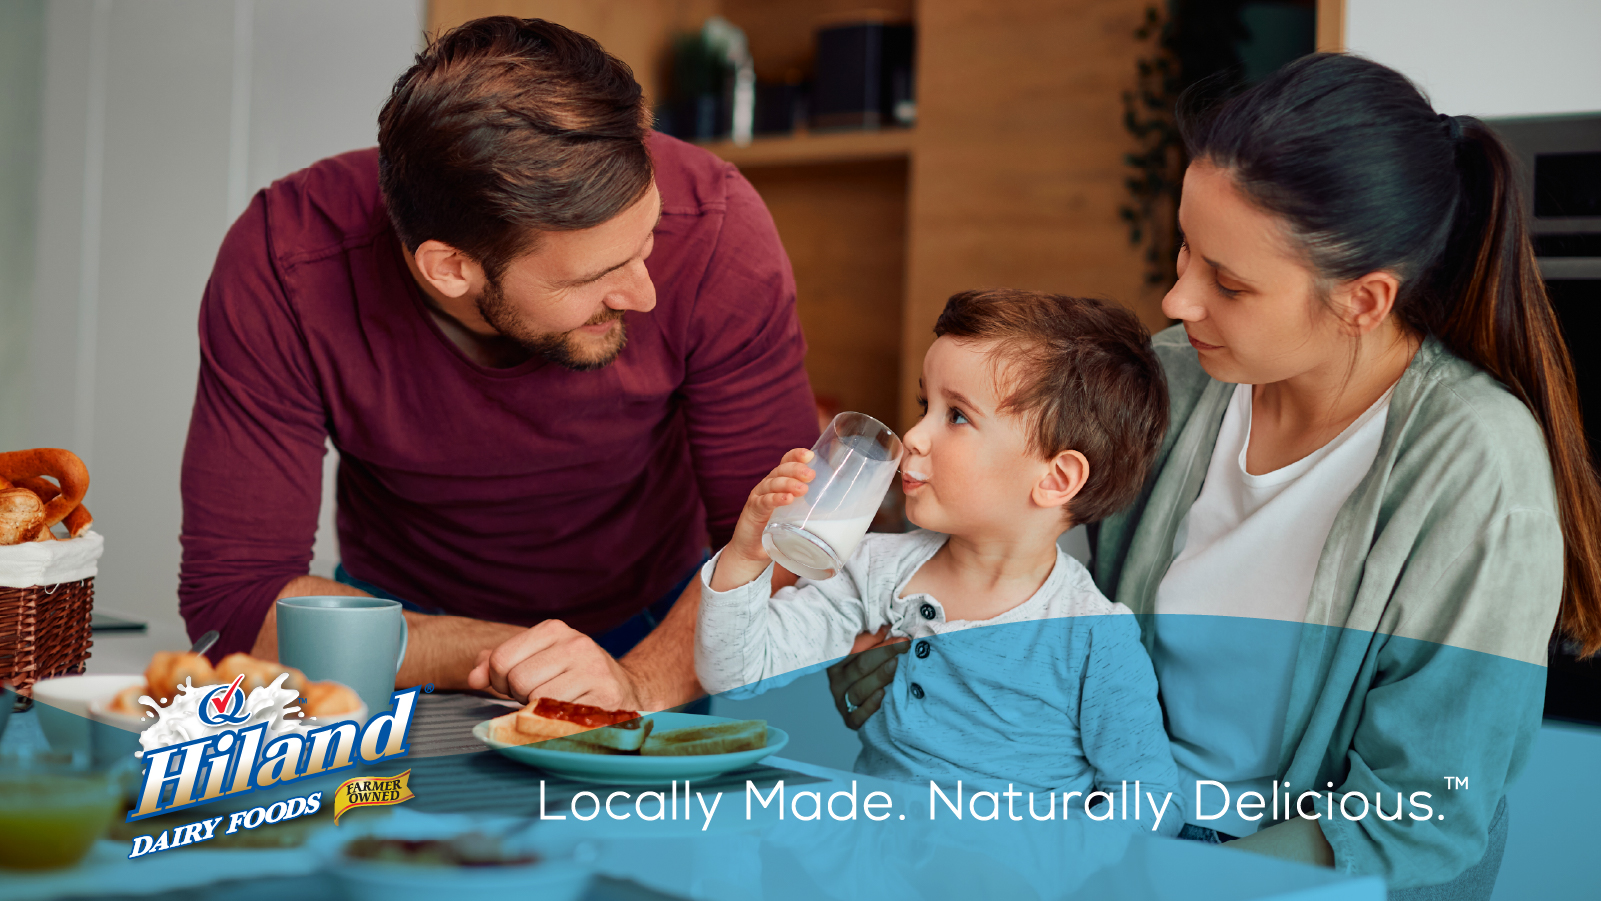 Hiland®
DAIRY FOODS
FARMER
OWNED
Locally Made. Naturally Delicious.™